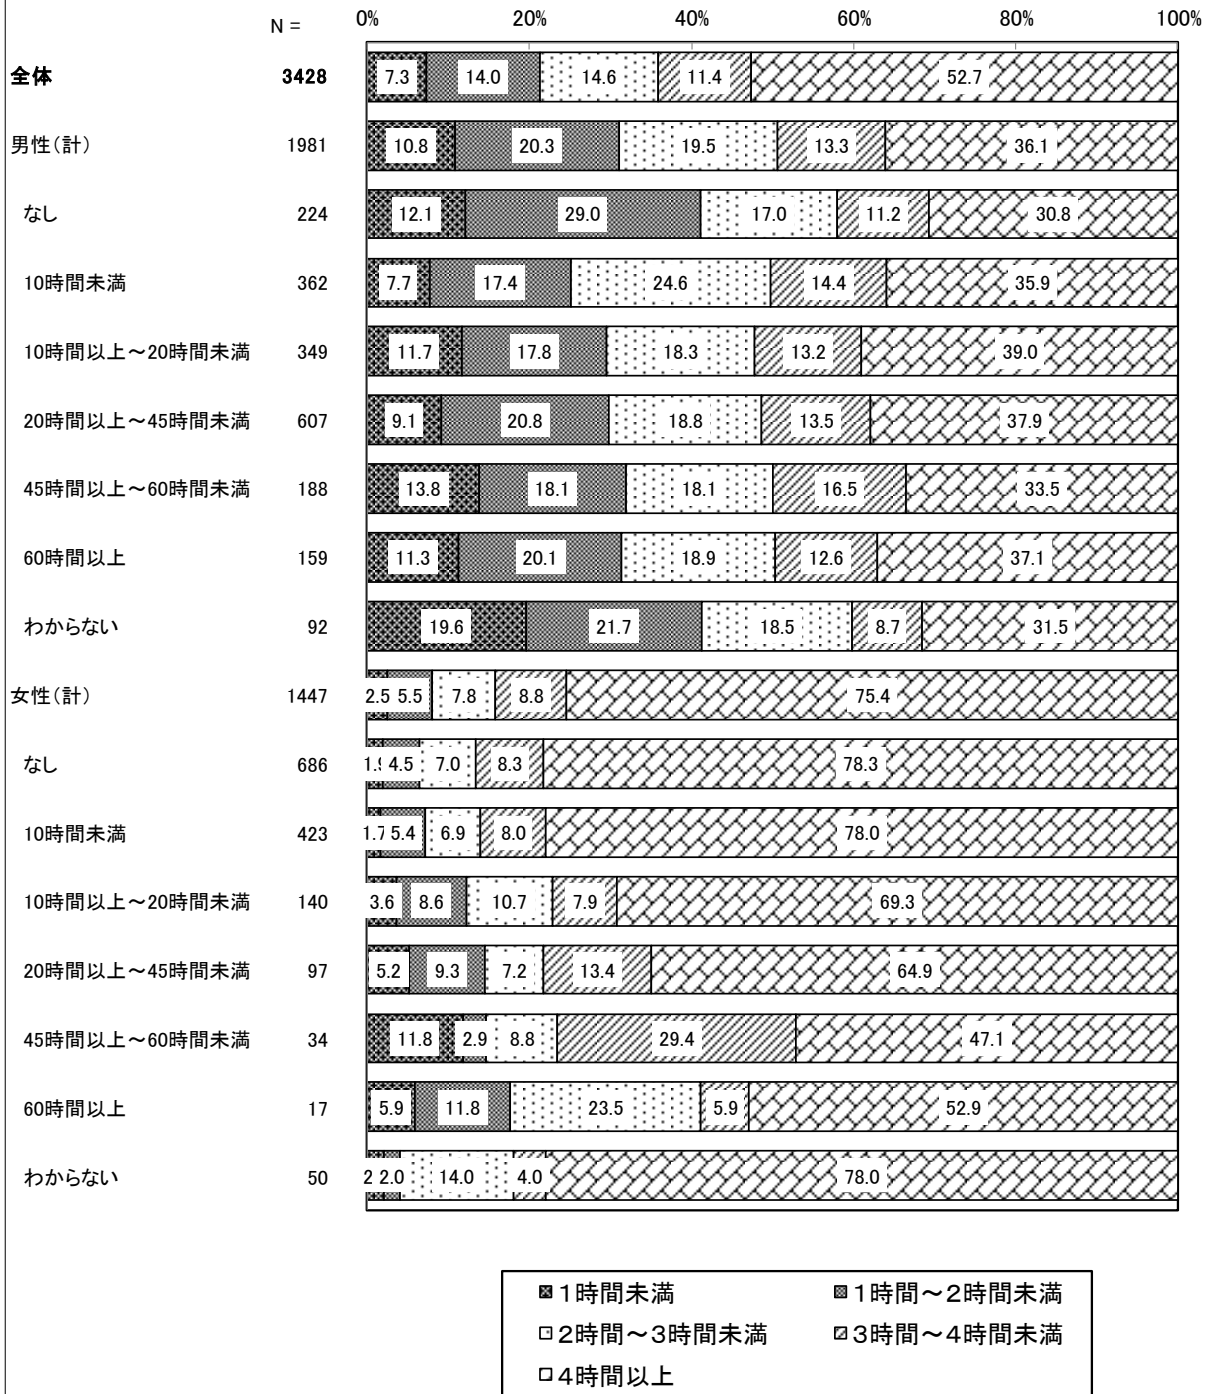 N = 0% 20% 40% 60% 80% 100%
全体 3428 7.3 14.0 14.6 11.4 52.7
男性(計) 1981 10.8 20.3 19.5 13.3 36.1
なし 224 12.1 29.0 17.0 11.2 30.8
10時間未満 362 7.7 17.4 24.6 14.4 35.9
10時間以上～20時間未満 349 11.7 17.8 18.3 13.2 39.0
20時間以上～45時間未満 607 9.1 20.8 18.8 13.5 37.9
45時間以上～60時間未満 188 13.8 18.1 18.1 16.5 33.5
60時間以上 159 11.3 20.1 18.9 12.6 37.1
わからない 92 19.6 21.7 18.5 8.7 31.5
女性(計) 1447 2.5 5.5 7.8 8.8 75.4
なし 686 1.9 4.5 7.0 8.3 78.3
10時間未満 423 1.7 5.4 6.9 8.0 78.0
10時間以上～20時間未満 140 3.6 8.6 10.7 7.9 69.3
20時間以上～45時間未満 97 5.2 9.3 7.2 13.4 64.9
45時間以上～60時間未満 34 11.8 2.9 8.8 29.4 47.1
60時間以上 17 5.9 11.8 23.5 5.9 52.9
わからない 50 2 2.0 14.0 4.0 78.0
1時間未満 1時間～2時間未満
2時間～3時間未満 3時間～4時間未満
4時間以上